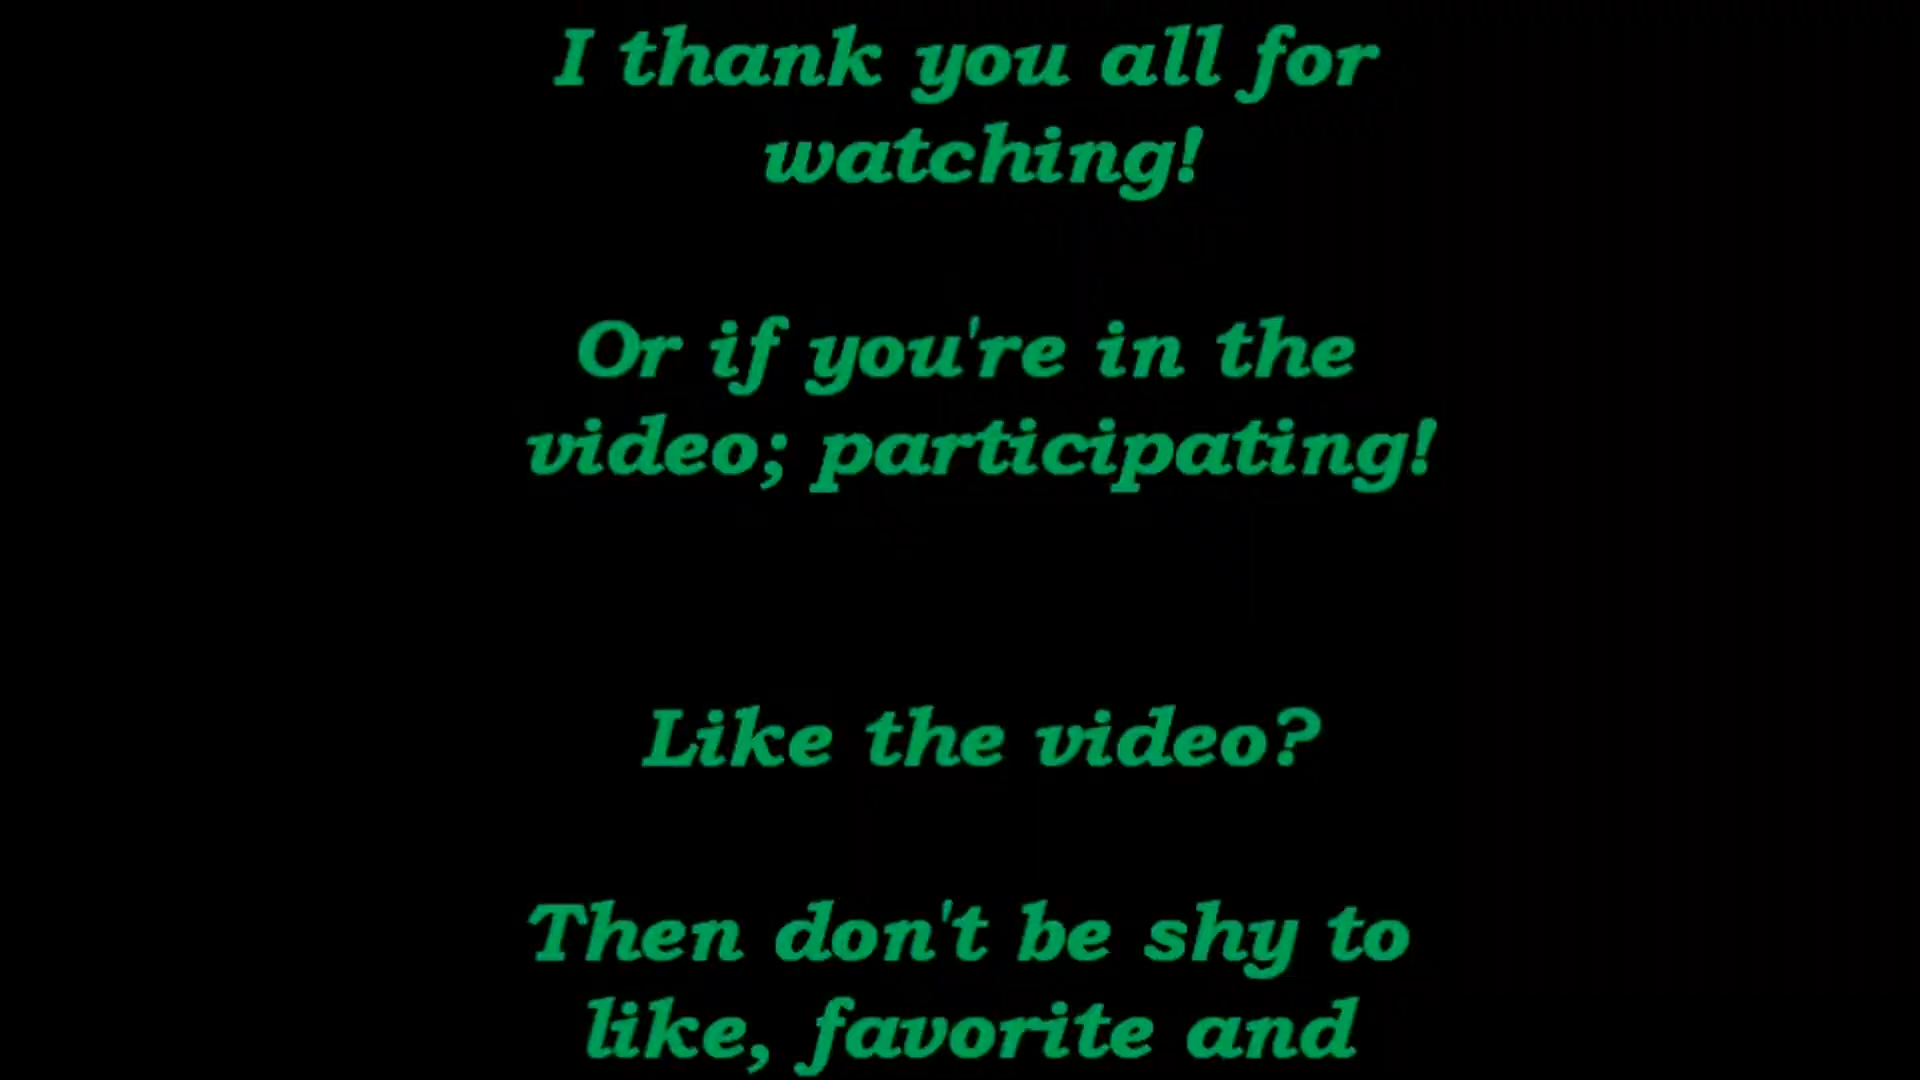 I thank you all for
watching!
Or if you're in the
video; participating!
Like the video?
Then don't be shy to
like, favorite and